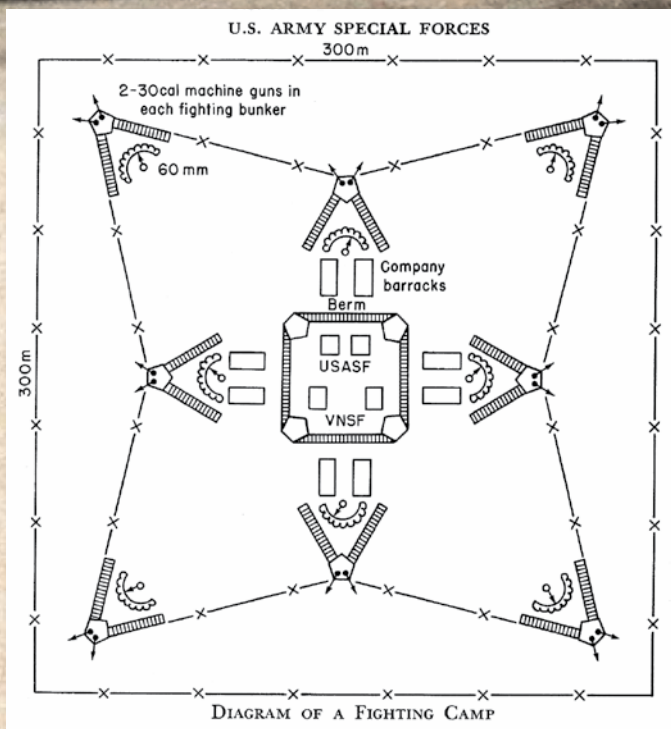 U.S. ARMY SPECIAL FORCES
300m
2-30cal machine guns in
each fighting bunker
60 mm
Company
barracks
Berm
USASF
300m
VNSF
DIAGRAM OF A FIGHTING CAMP